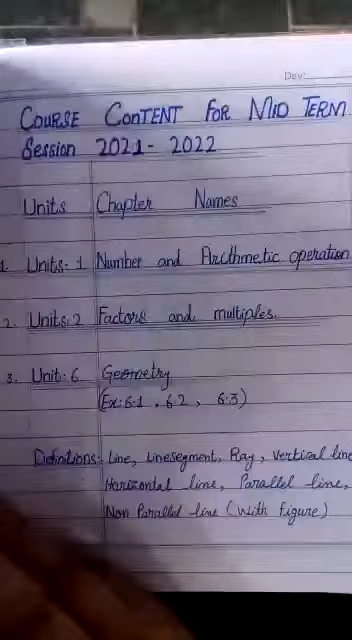 Day:
COURSE CONTENT FOR MID TERM
Session 2021-2022
Units Chapter Names
1. Units:1 Number and Arithmetic operation
2. Units:2 Factors and multiples.
3. Unit:6 Geometry
(Ex:6.1, 6.2, 6.3)
Definitions: Line, Linesegment, Ray, Vertical line
Horizontal line, Parallel line,
Non Parallel line (with figure)